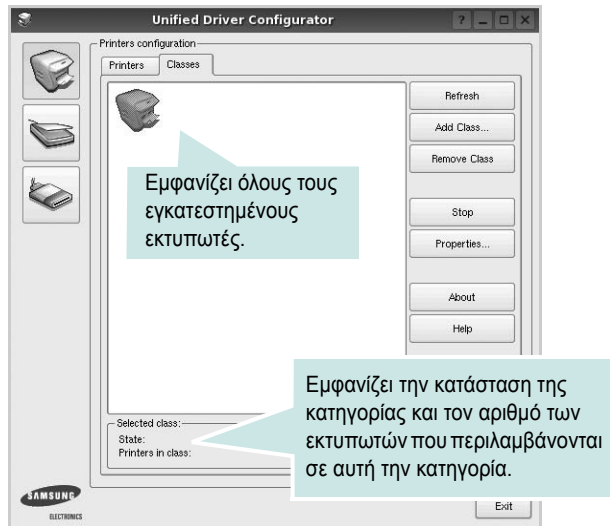 Unified Driver Configurator
Printers configuration
Printers
Classes
Refresh
Add Class...
Remove Class
Εμφανίζει όλους τους
εγκατεστημένους
εκτυπωτές.
Stop
Properties...
About
Help
Εμφανίζει την κατάσταση της
κατηγορίας και τον αριθμό των
εκτυπωτών που περιλαμβάνονται
σε αυτή την κατηγορία.
Selected class:
State:
Printers in class:
SAMSUNG
ELECTRONICS
Exit